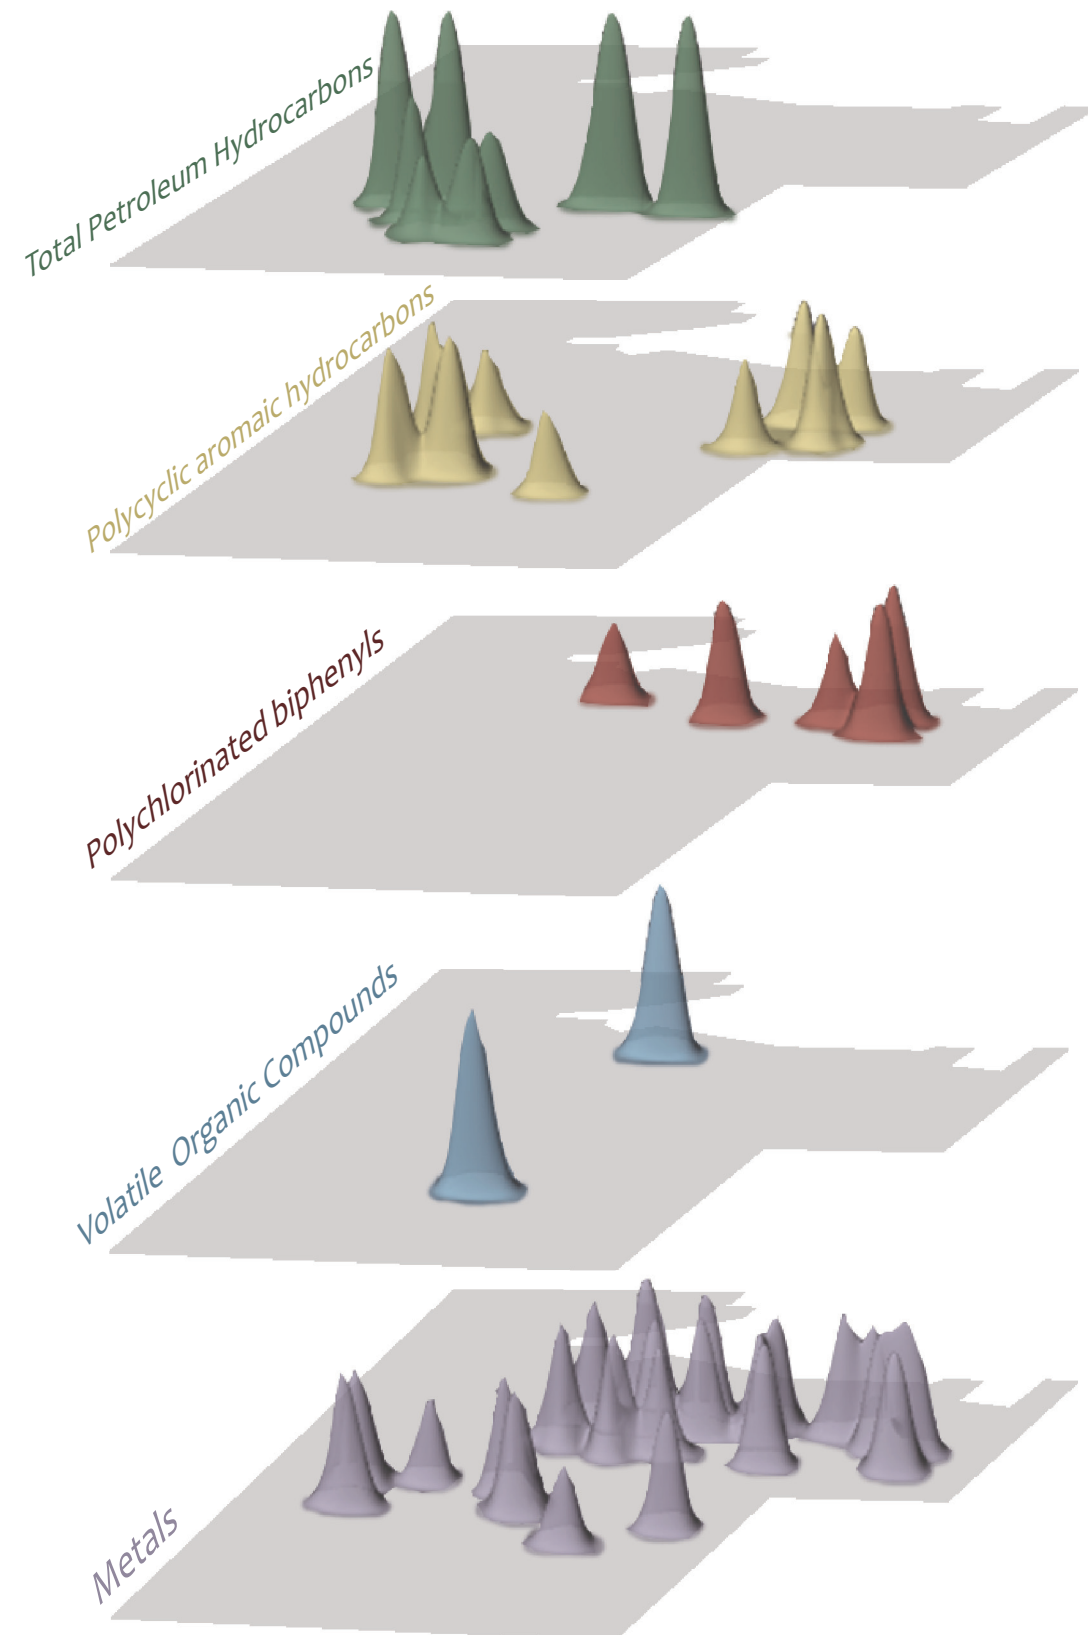 Total Petroleum Hydrocarbons
Polycyclic aromaic hydrocarbons
Polychlorinated biphenyls
Volatile Organic Compounds
Metals